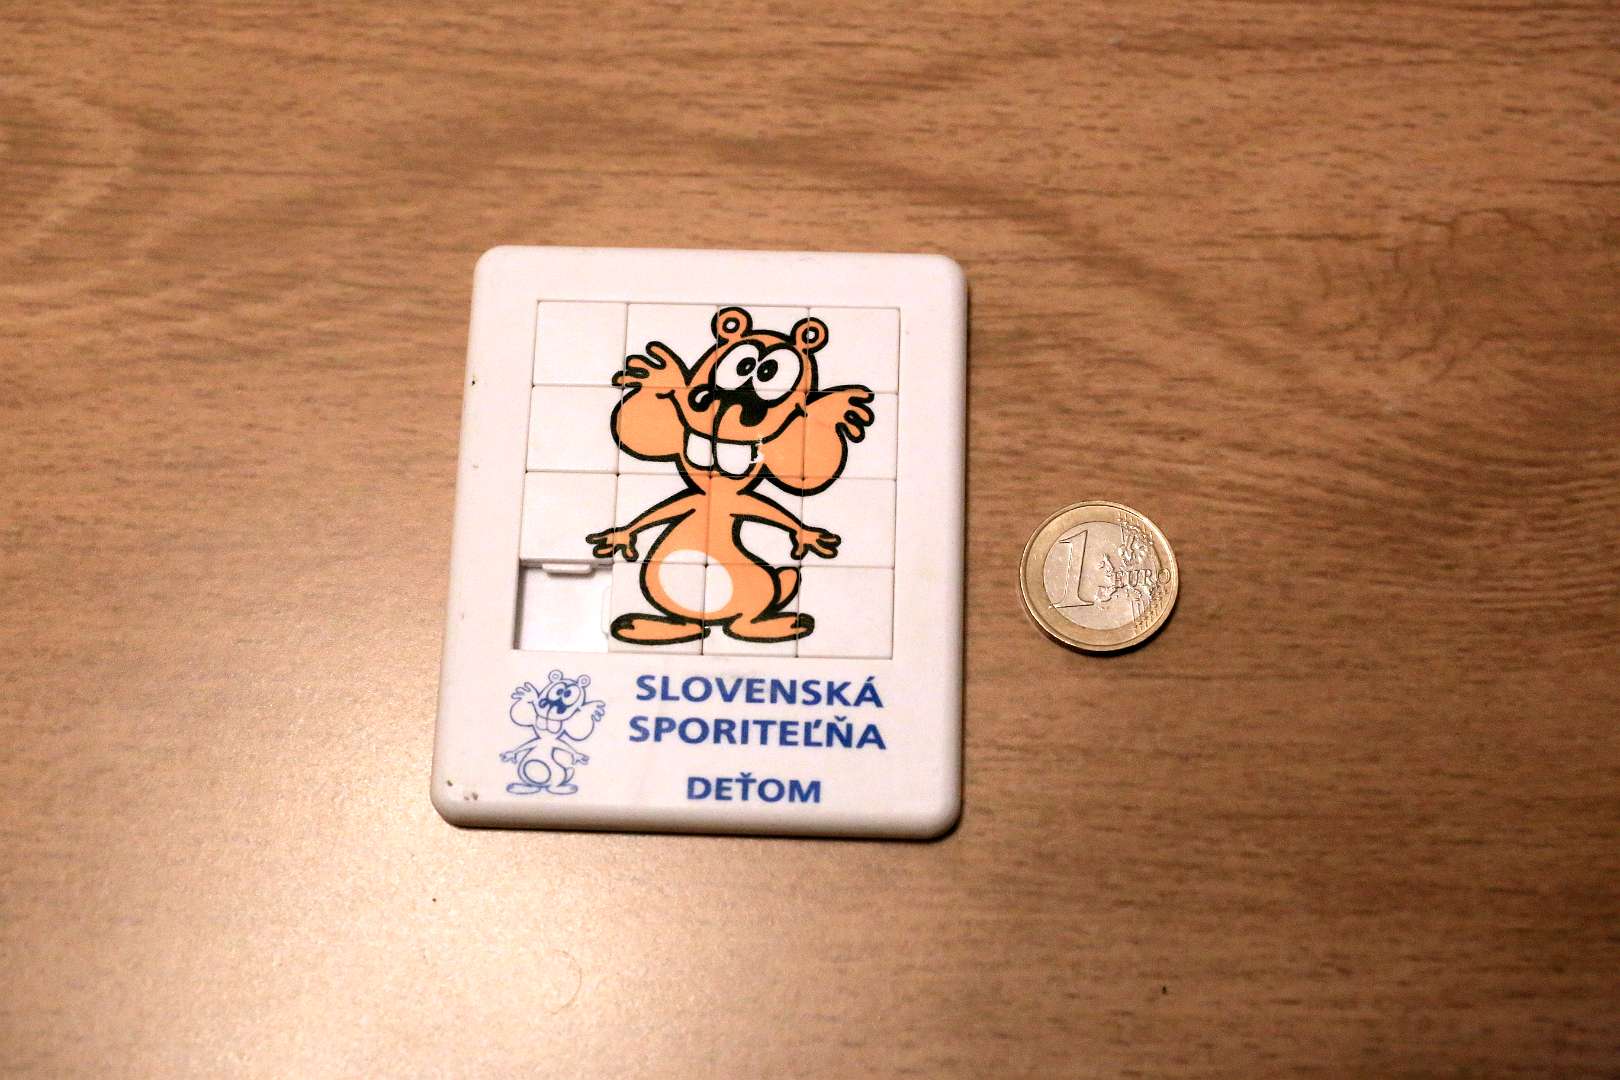 SLOVENSKÁ
SPORITEĽŇA
DEŤOM
1 EURO